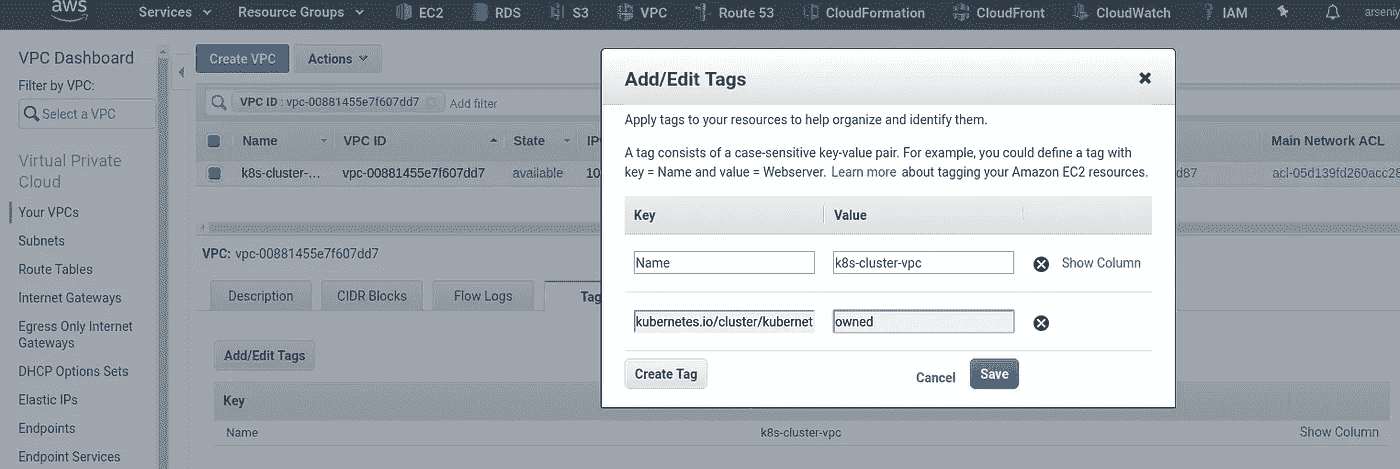 aws
Services
Resource Groups
EC2
RDS
S3
VPC
Route 53
CloudFormation
CloudFront
CloudWatch
IAM
arseniy
VPC Dashboard
Filter by VPC:
Select a VPC
Virtual Private
Cloud
Your VPCs
Subnets
Route Tables
Internet Gateways
Egress Only Internet
Gateways
DHCP Options Sets
Elastic IPs
Endpoints
Endpoint Services
Create VPC
Actions
VPC ID : vpc-00881455e7f607dd7
Add filter
Name
VPC ID
State
IP
Main Network ACL
k8s-cluster-...
vpc-00881455e7f607dd7
available
10
d87
acl-05d139fd260acc28
VPC: vpc-00881455e7f607dd7
Description
CIDR Blocks
Flow Logs
Tag
Add/Edit Tags
Key
Name
k8s-cluster-vpc
Show Column
Add/Edit Tags
Apply tags to your resources to help organize and identify them.
A tag consists of a case-sensitive key-value pair. For example, you could define a tag with
key = Name and value = Webserver. Learn more about tagging your Amazon EC2 resources.
Key
Value
Name
k8s-cluster-vpc
Show Column
kubernetes.io/cluster/kubernet
owned
Create Tag
Cancel
Save